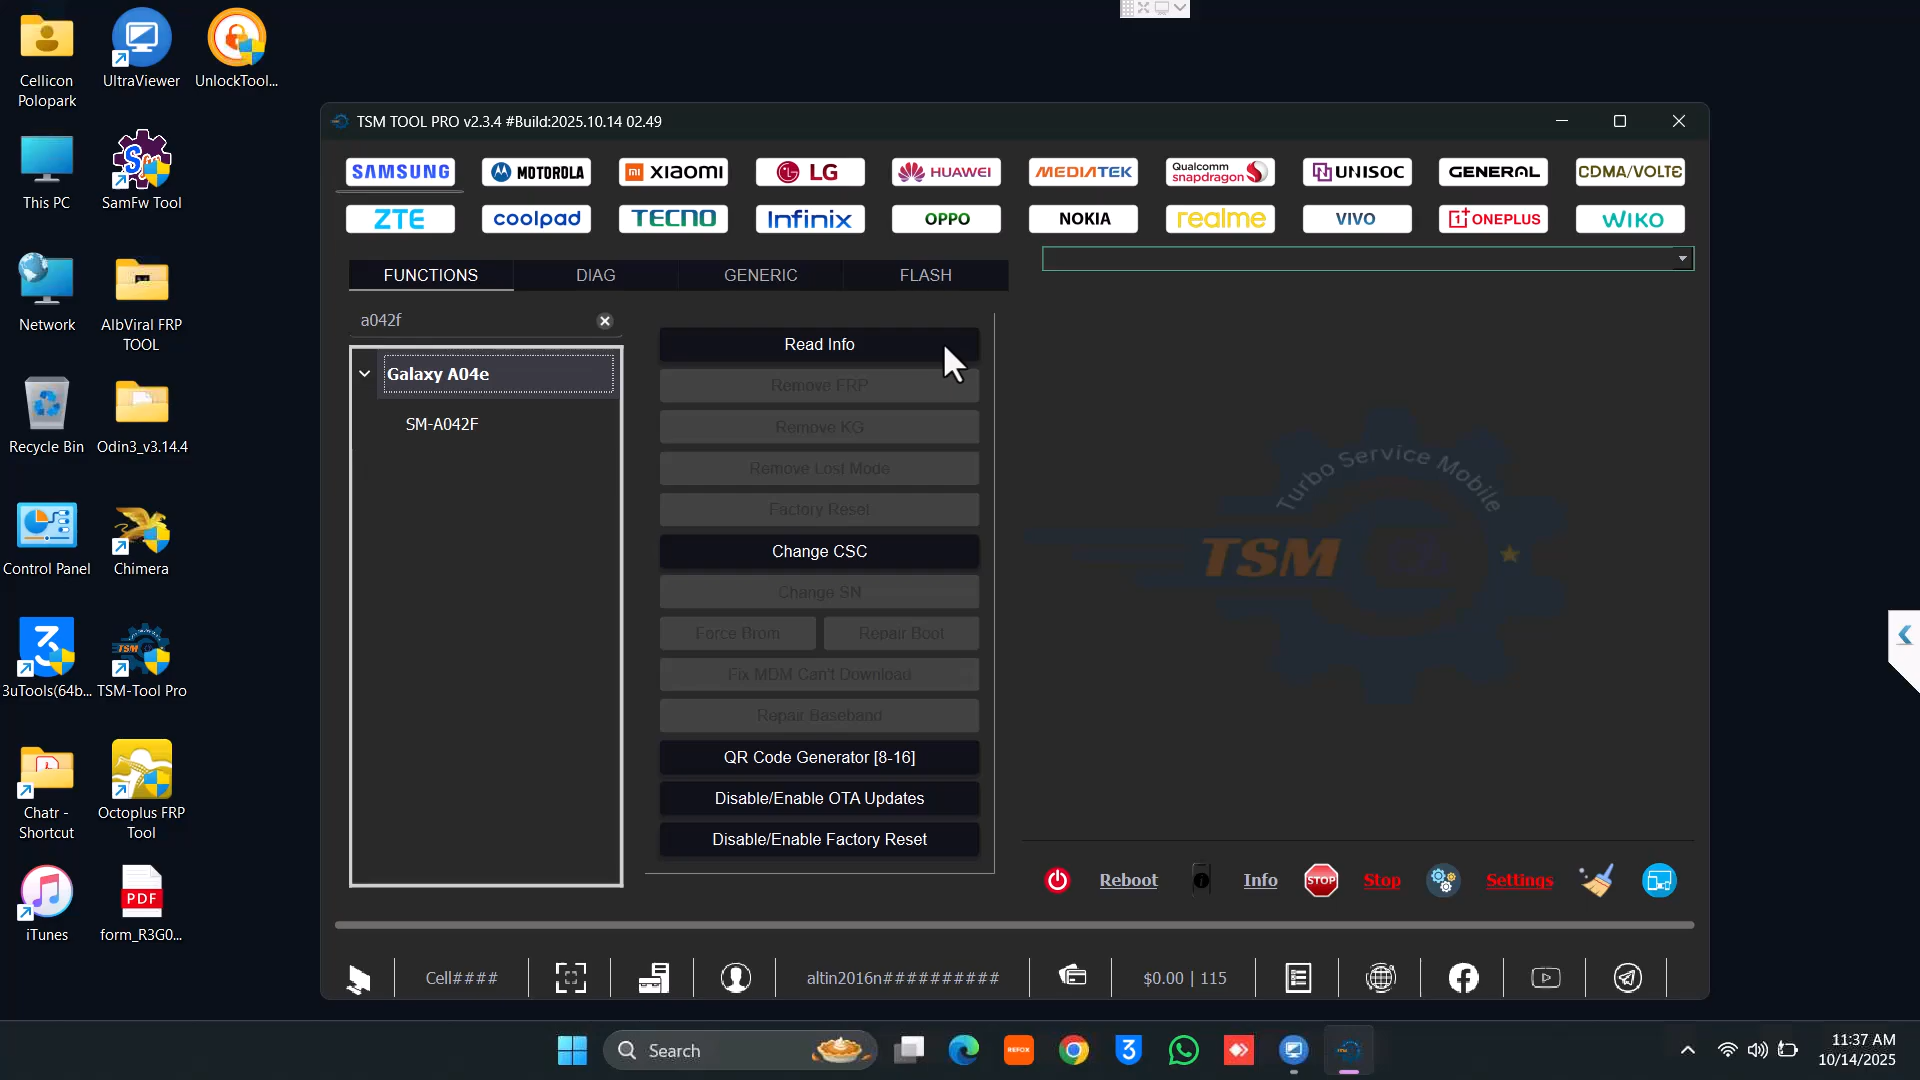 Cellicon
Polopark
UltraViewer
UnlockTool...
This PC
SamFw Tool
Network
AlbViral FRP
TOOL
Recycle Bin
Odin3_v3.14.4
Control Panel
Chimera
3uTools(64b...
TSM-Tool Pro
Chatr -
Shortcut
Octoplus FRP
Tool
iTunes
form_R3G0...
PDF
TSM TOOL PRO v2.3.4 #Build:2025.10.14 02.49
SAMSUNG
MOTOROLA
xiaomi
LG
HUAWEI
MEDIATEK
Qualcomm
snapdragon
UNISOC
GENERAL
CDMA/VOLTE
ZTE
coolpad
TECNO
Infinix
OPPO
NOKIA
realme
VIVO
ONEPLUS
WIKO
FUNCTIONS
DIAG
GENERIC
FLASH
a042f
Galaxy A04e
SM-A042F
Read Info
Remove FRP
Remove KG
Remove Lost Mode
Factory Reset
Change CSC
Change SN
Force Brom
Repair Boot
Fix MDM Can't Download
Repair Baseband
QR Code Generator [8-16]
Disable/Enable OTA Updates
Disable/Enable Factory Reset
Turbo Service Mobile
TSM
Reboot
Info
STOP
Stop
Settings
Cell####
altin2016n##########
$0.00 | 115
Search
REFOX
11:37 AM
10/14/2025